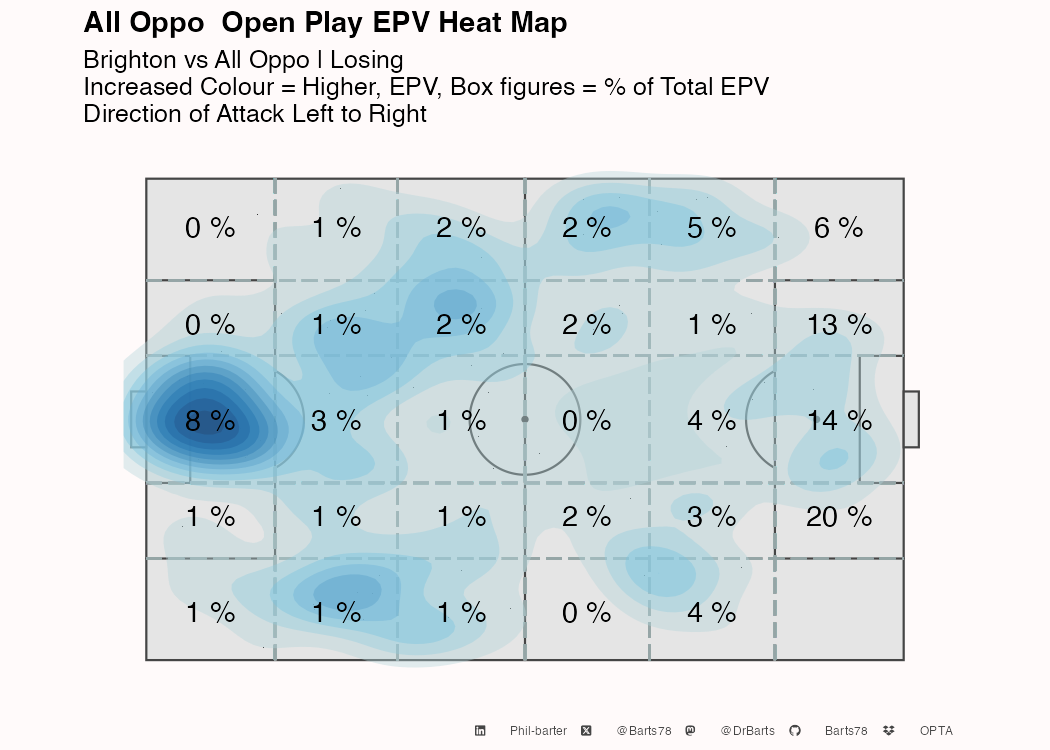 All Oppo  Open Play EPV Heat Map
Brighton vs All Oppo | Losing
Increased Colour = Higher, EPV, Box figures = % of Total EPV
Direction of Attack Left to Right
0 % 1 % 2 % 2 % 5 % 6 %
0 % 1 % 2 % 2 % 1 % 13 %
8 % 3 % 1 % 0 % 4 % 14 %
1 % 1 % 1 % 2 % 3 % 20 %
1 % 1 % 1 % 0 % 4 %
Phil-barter @Barts78 @DrBarts Barts78 OPTA